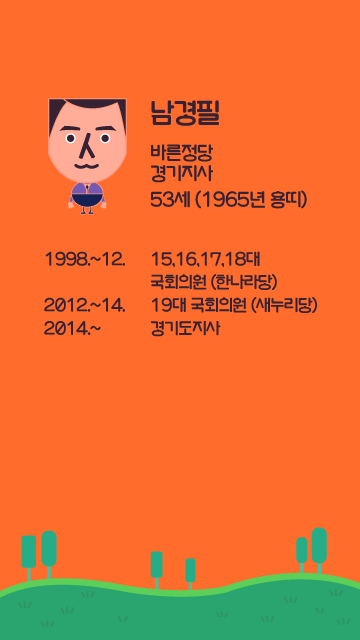 남경필
바른정당
경기지사
53세 (1965년 용띠)
1998.~12. 15,16,17,18대
국회의원 (한나라당)
2012.~14. 19대 국회의원 (새누리당)
2014.~ 경기도지사